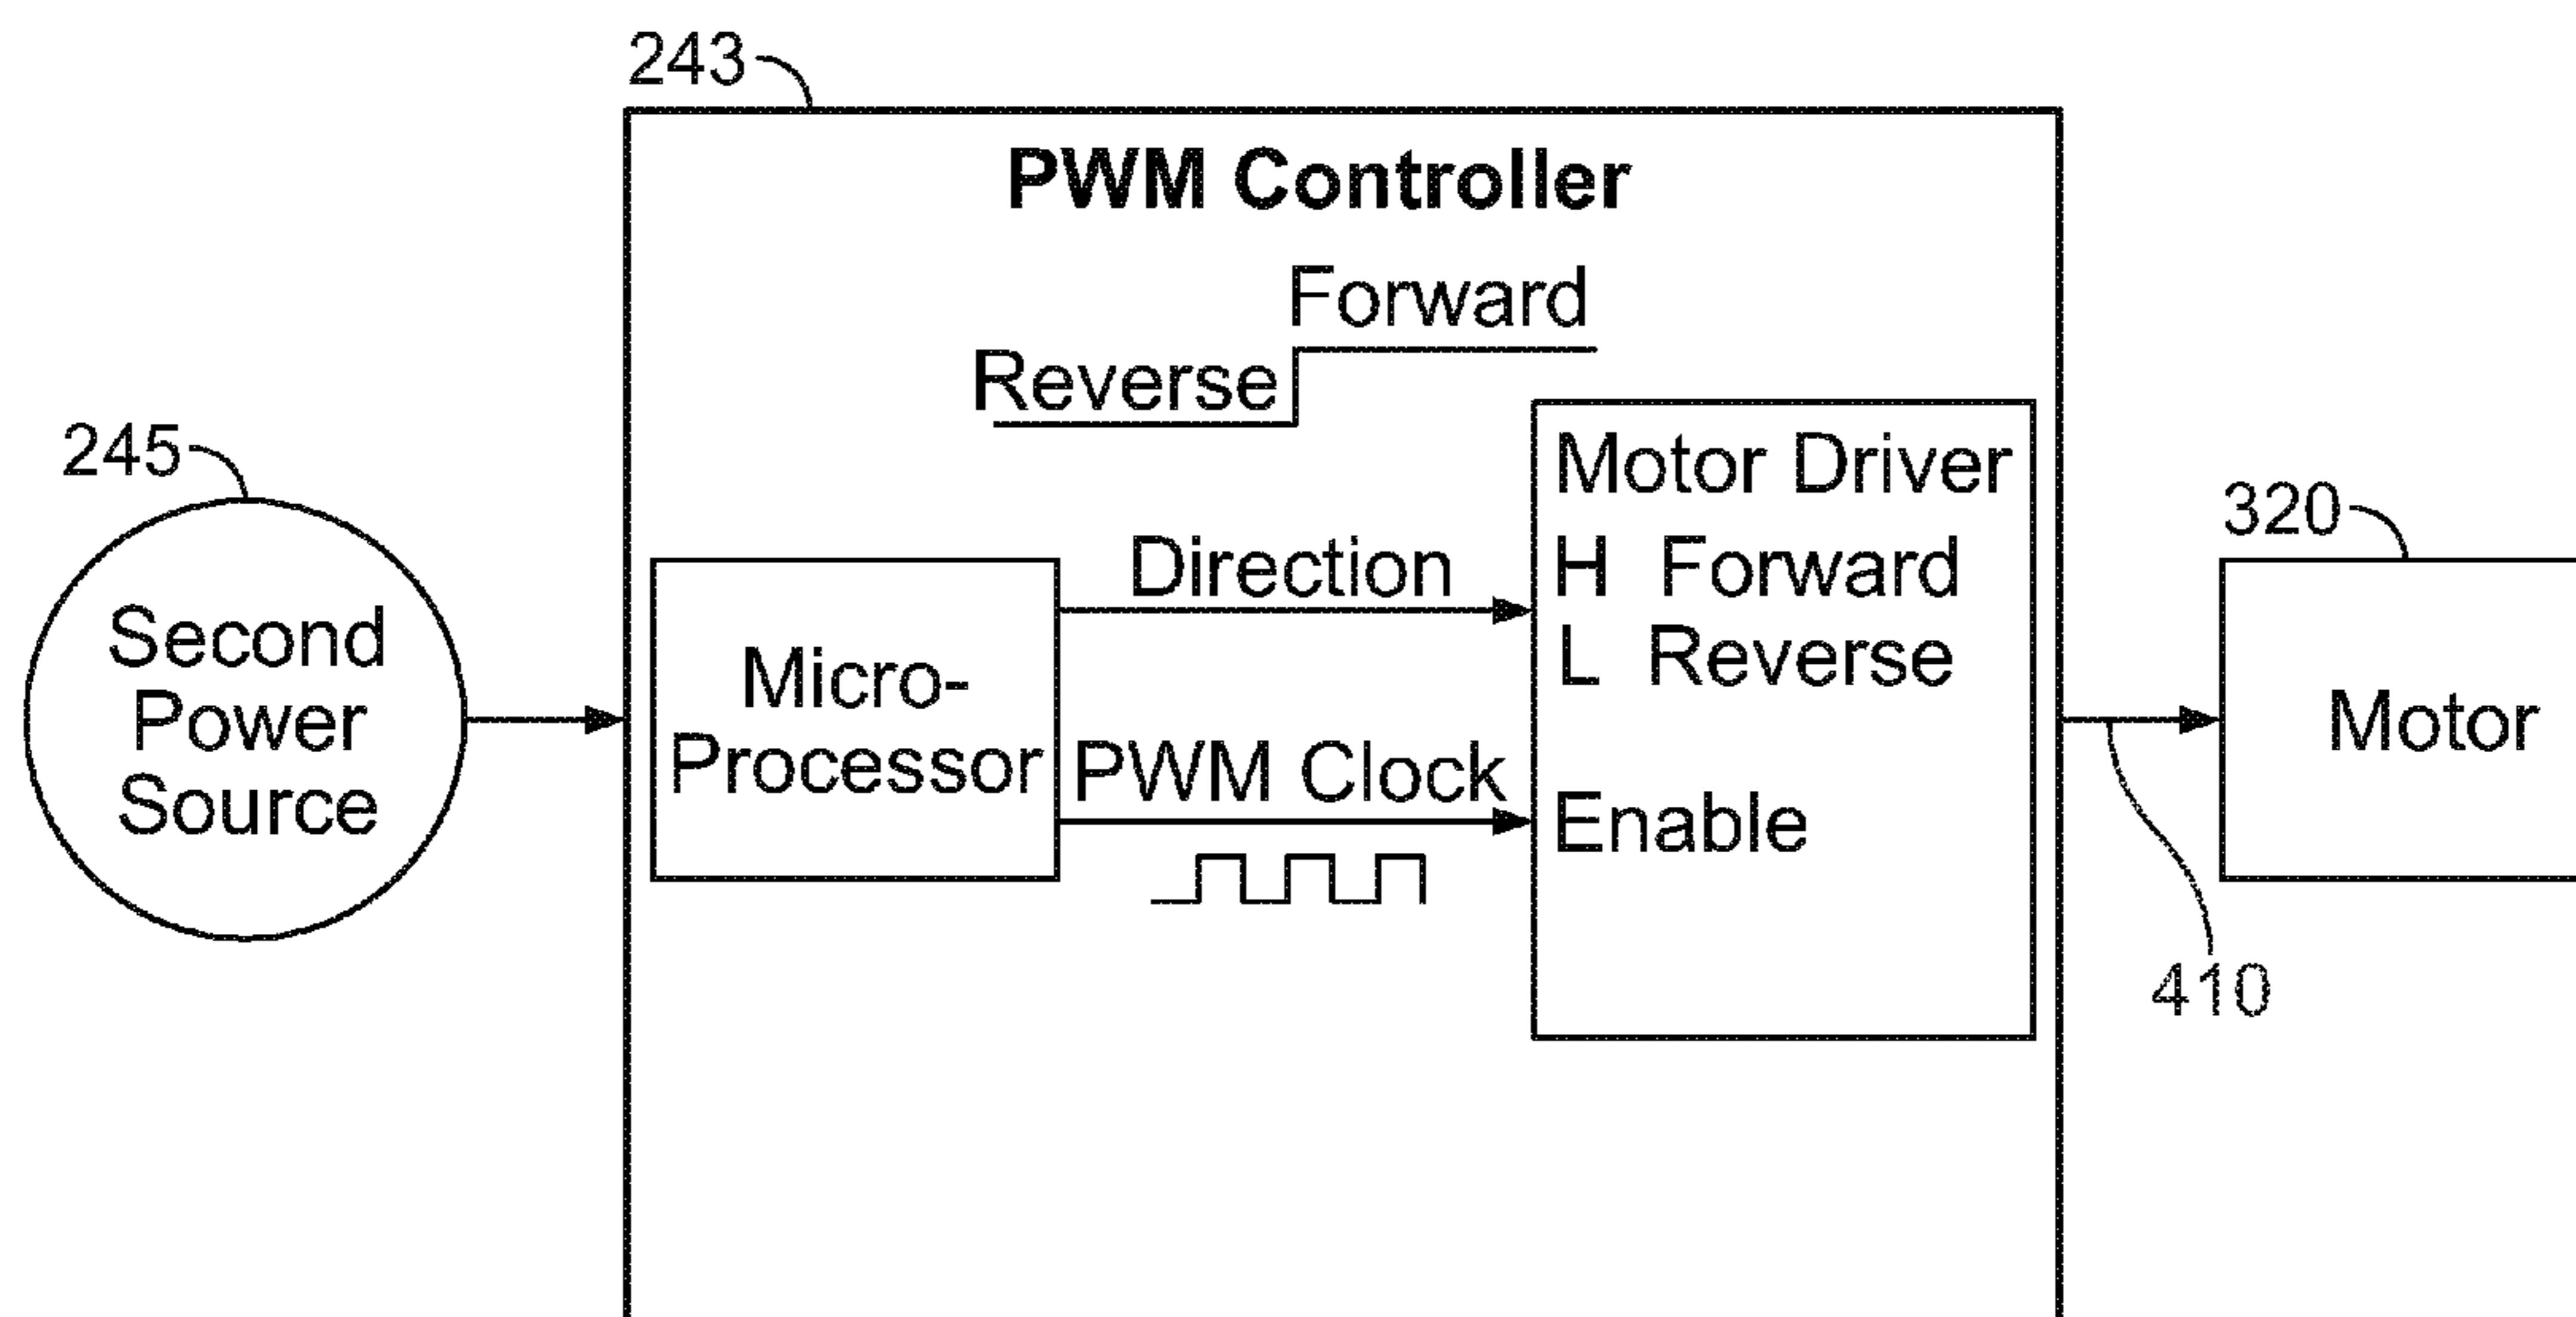 243
PWM Controller
Forward
Reverse
245
Second
Power
Source
Micro-
Processor
Direction
PWM Clock
Motor Driver
H Forward
L Reverse
Enable
320
Motor
410